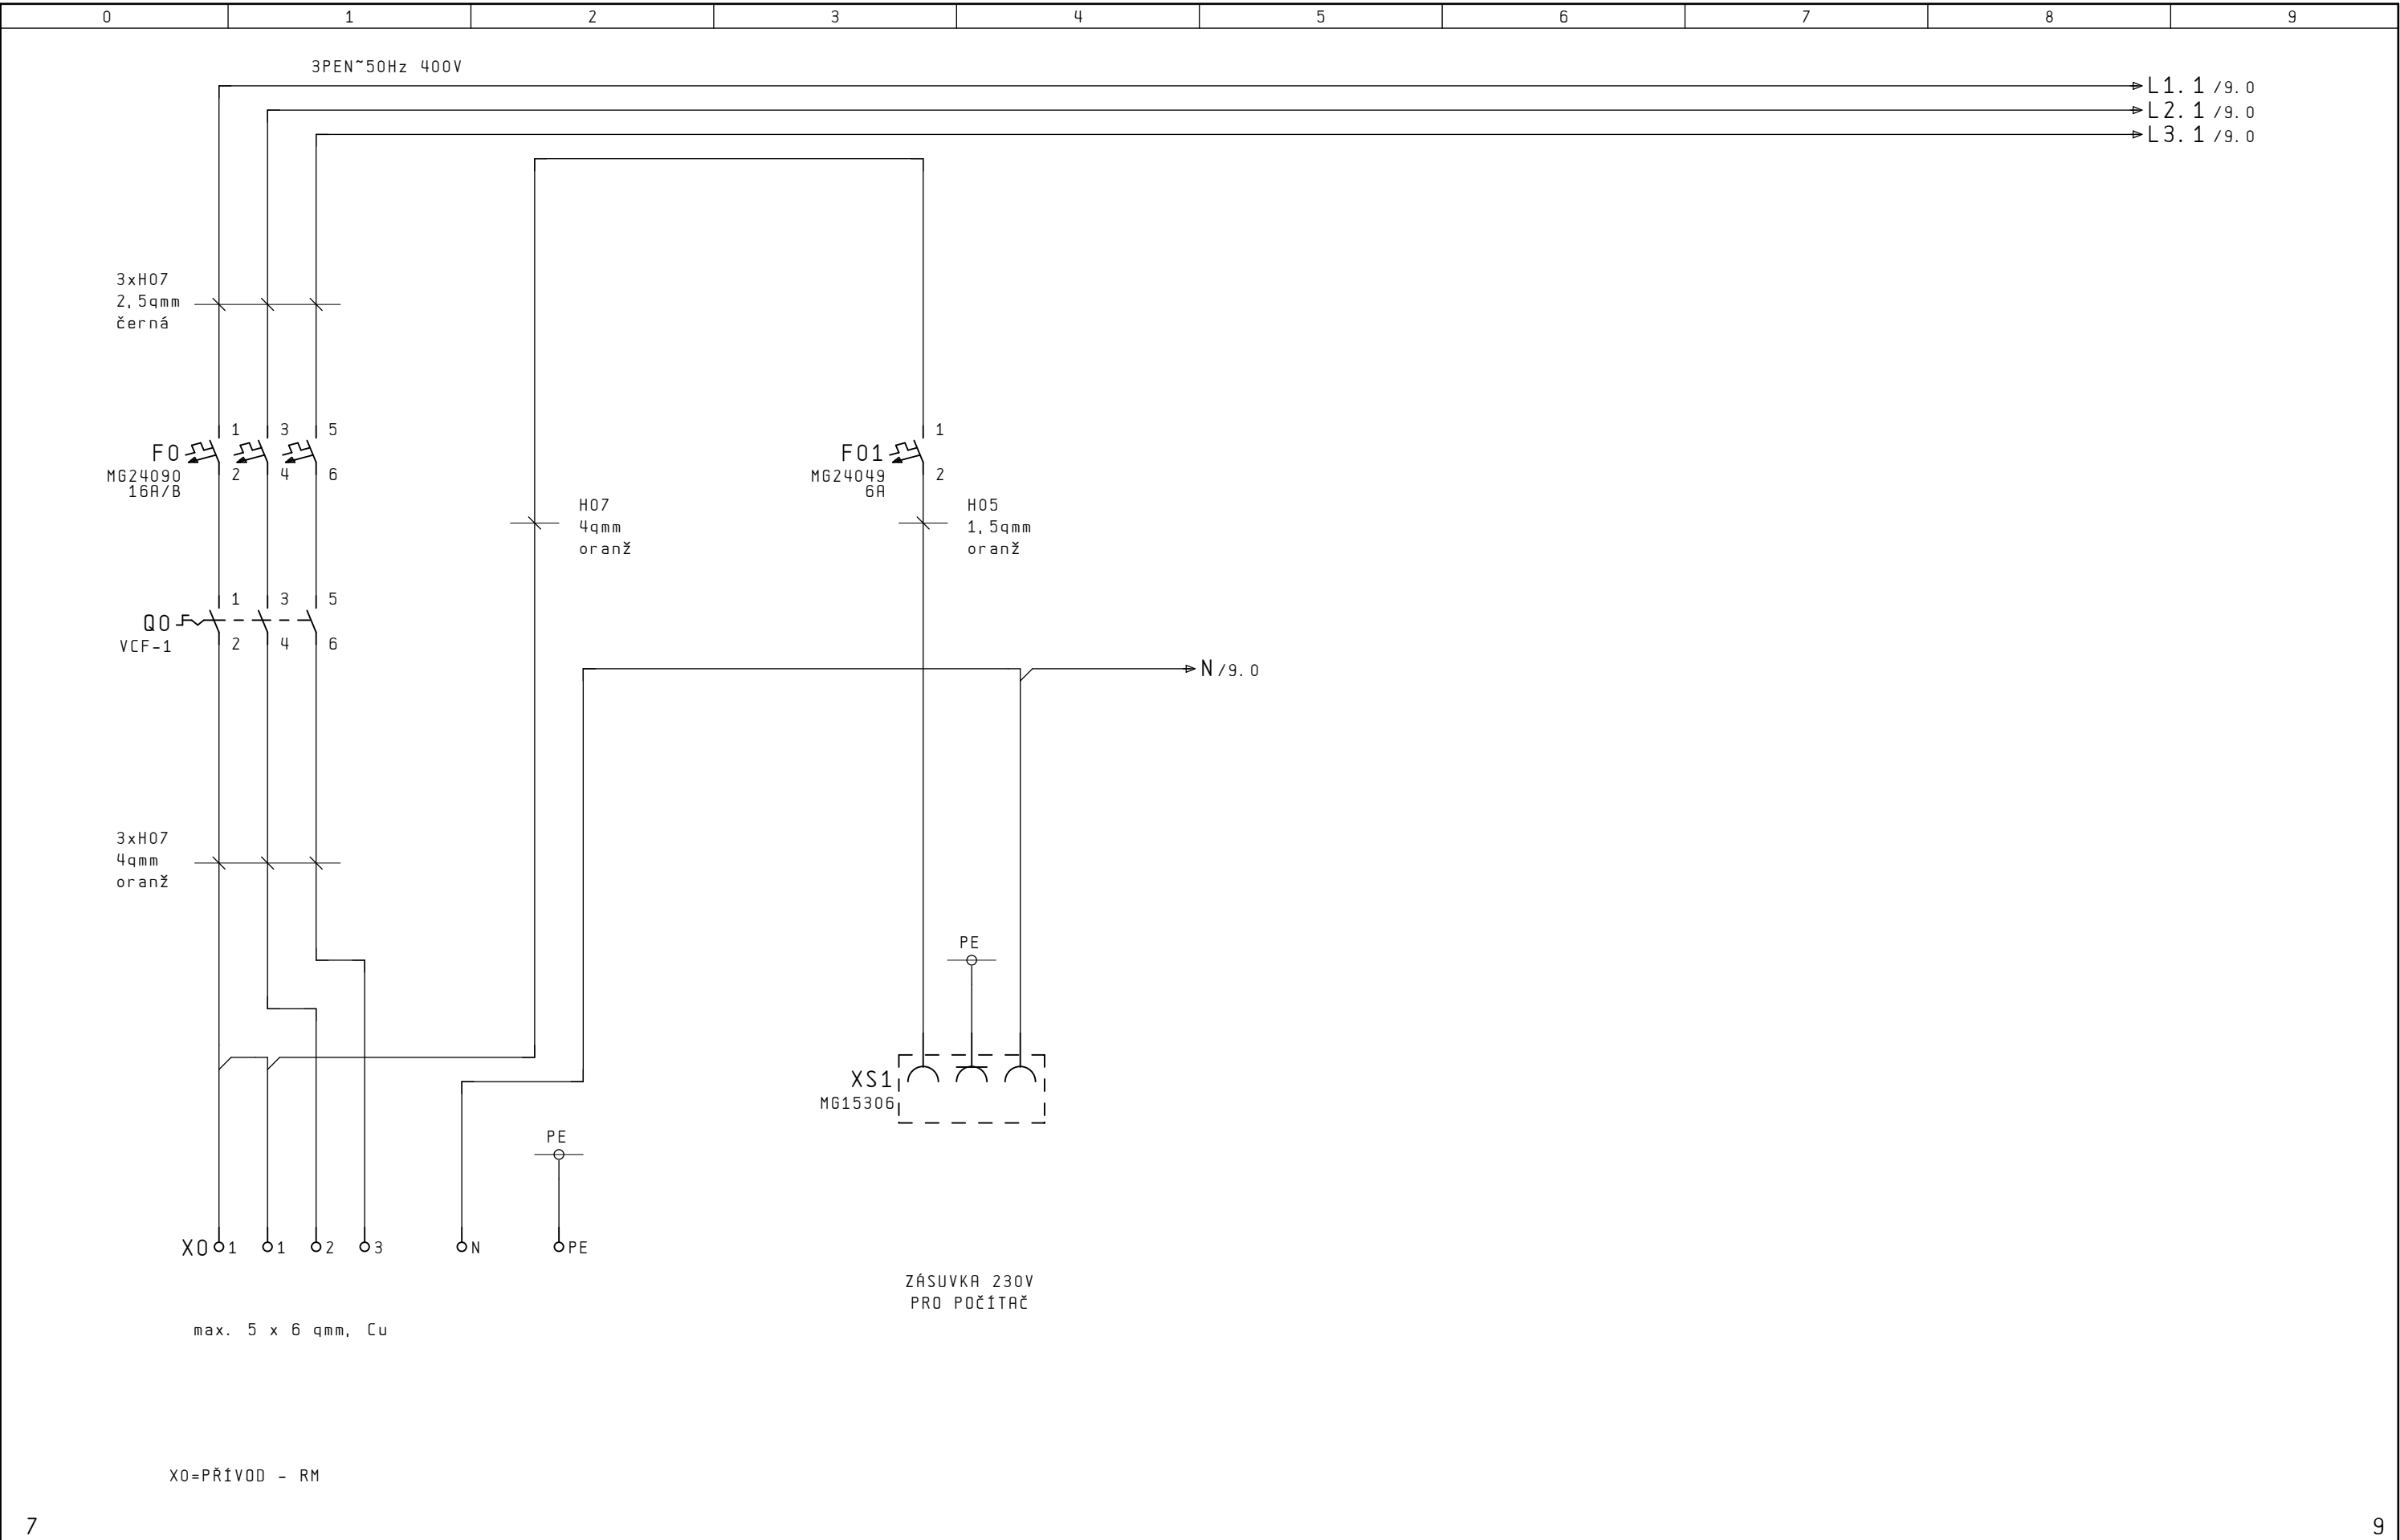 0 1 2 3 4 5 6 7 8 9
3PEN~50Hz 400V
L1.1 /9.0
L2.1 /9.0
L3.1 /9.0
3xH07
2,5qmm
černá
1 3 5
F0
MG24090
16A/B
2 4 6
1
F01
MG24049
6A
2
H07
4qmm
oranž
H05
1,5qmm
oranž
1 3 5
Q0
VCF-1
2 4 6
N /9.0
3xH07
4qmm
oranž
PE
XS1
MG15306
PE
X0 1 1 2 3 N PE
ZÁSUVKA 230V
PRO POČÍTAČ
max. 5 x 6 qmm, Cu
X0=PŘÍVOD - RM
7 9